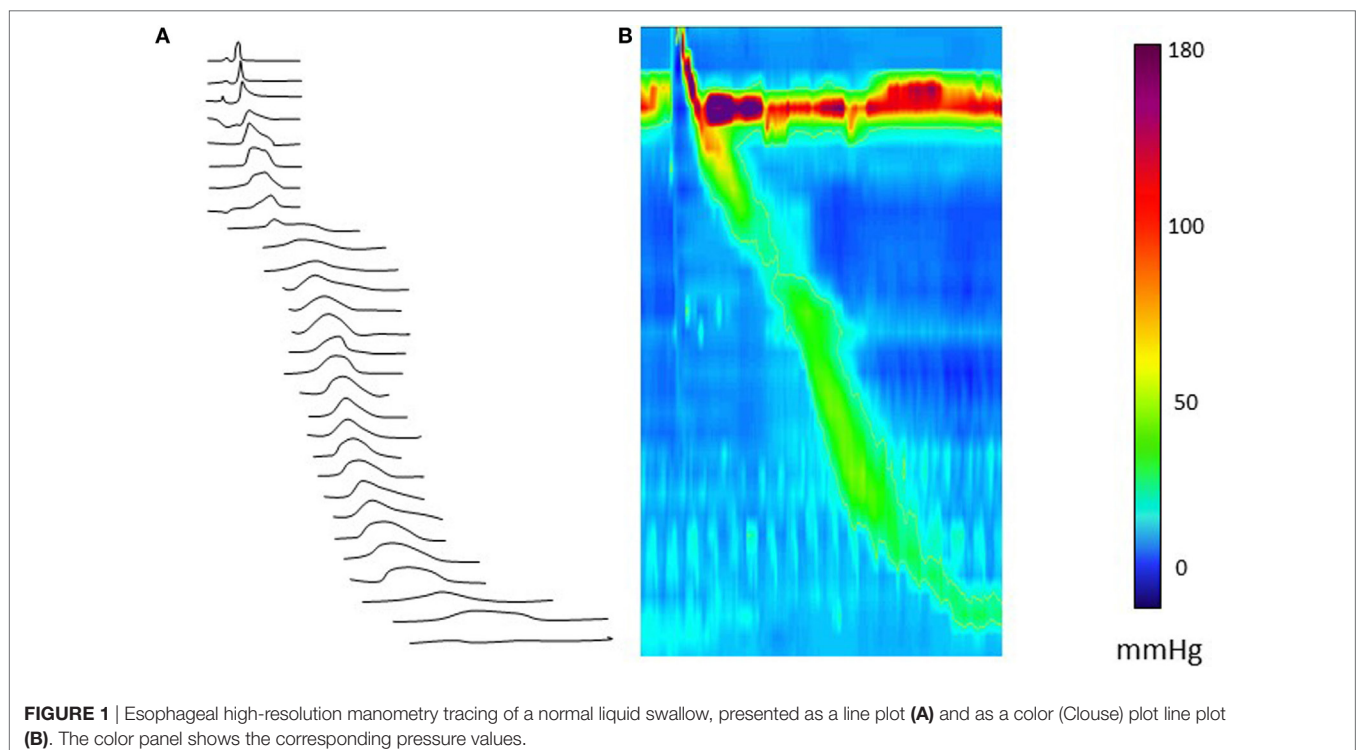 A
B
180
100
50
0
mmHg
FIGURE 1 | Esophageal high-resolution manometry tracing of a normal liquid swallow, presented as a line plot (A) and as a color (Clouse) plot line plot
(B). The color panel shows the corresponding pressure values.